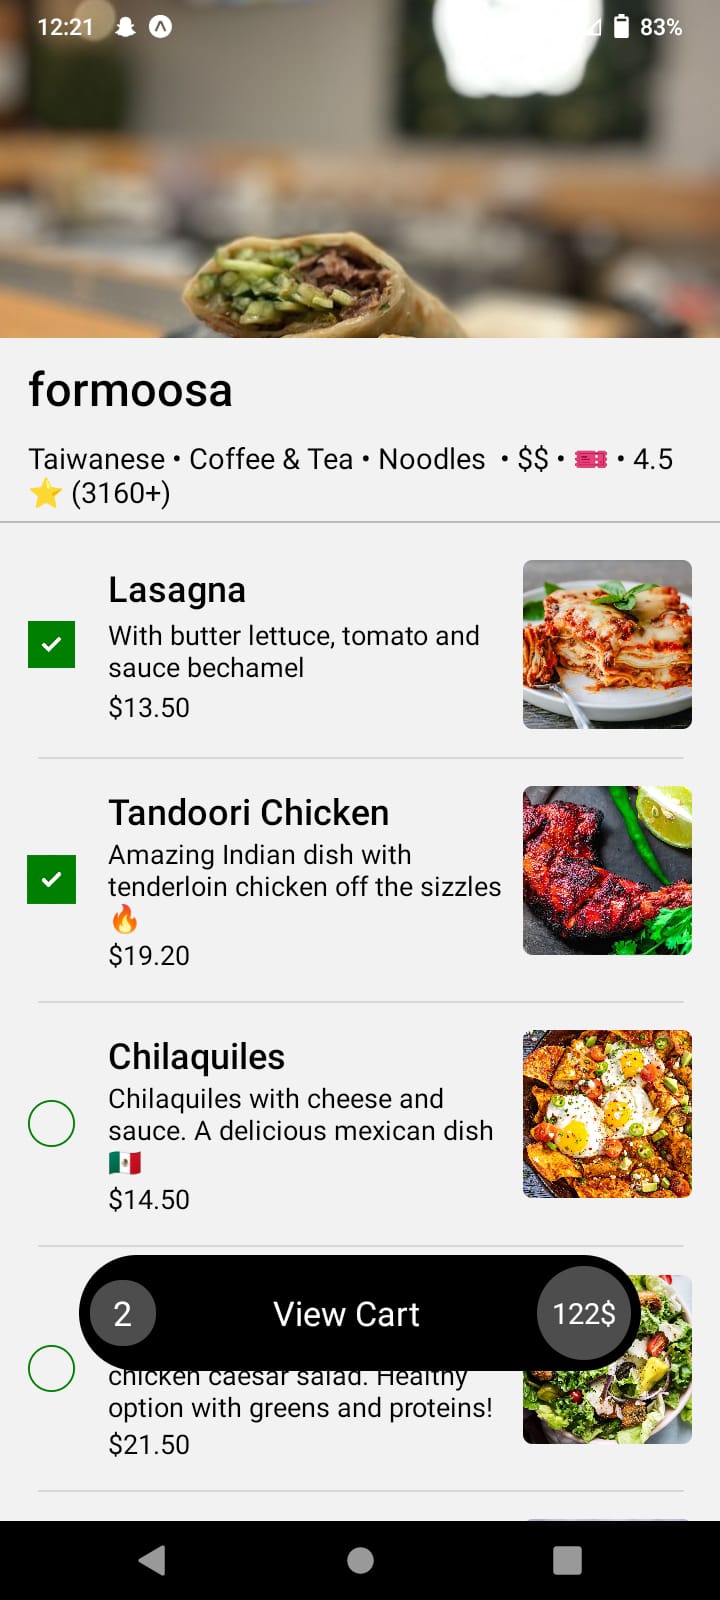 12:21
83%
formoosa
Taiwanese • Coffee & Tea • Noodles • $$ • 🎟️ • 4.5
⭐ (3160+)
Lasagna
With butter lettuce, tomato and
sauce bechamel
$13.50
Tandoori Chicken
Amazing Indian dish with
tenderloin chicken off the sizzles
🔥
$19.20
Chilaquiles
Chilaquiles with cheese and
sauce. A delicious mexican dish
🇲🇽
$14.50
2 View Cart 122$
chicken caesar salad. Healthy
option with greens and proteins!
$21.50